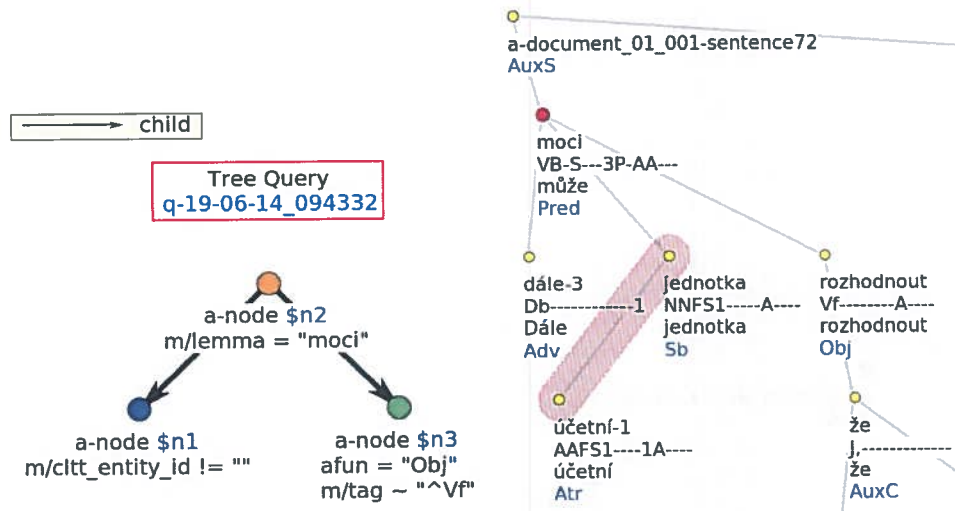 child
Tree Query
q-19-06-14_094332
a-node $n2
m/lemma = "moci"
a-node $n1
m/cltt_entity_id != ""
a-node $n3
afun = "Obj"
m/tag ~ "^Vf"
a-document_01_001-sentence72
AuxS
moci
VB-S---3P-AA---
může
Pred
dále-3
Db-------------1
Dále
Adv
jednotka
NNFS1-----A----
jednotka
Sb
rozhodnout
Vf--------A----
rozhodnout
Obj
účetní-1
AAFS1----1A----
účetní
Atr
že
J,-------------
že
AuxC